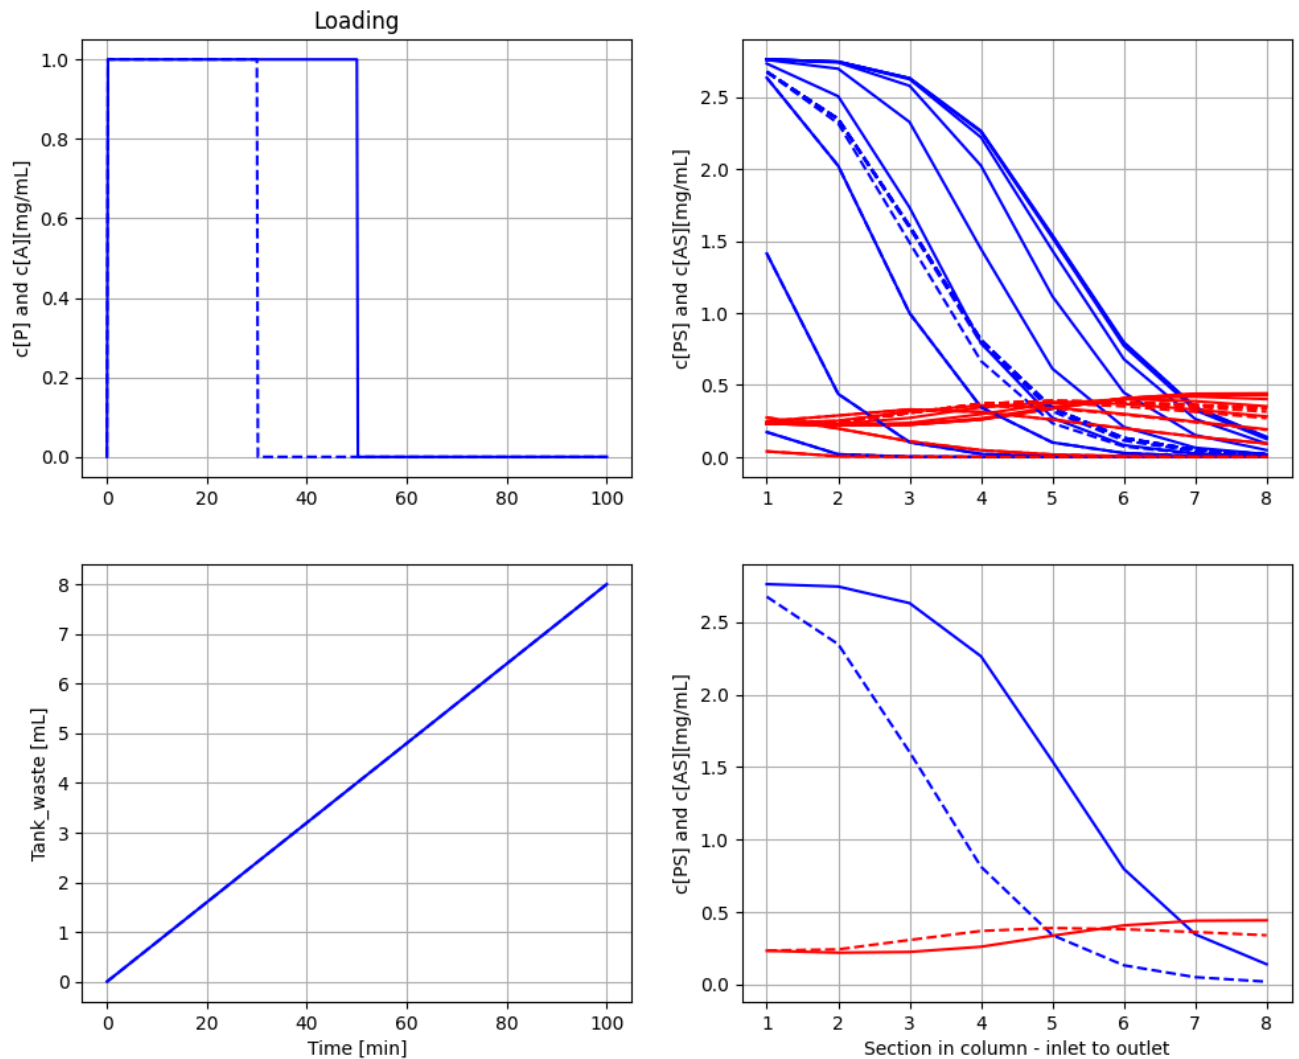 Loading
c[P] and c[A][mg/mL]
1.0
0.8
0.6
0.4
0.2
0.0
0 20 40 60 80 100
c[PS] and c[AS][mg/mL]
2.5
2.0
1.5
1.0
0.5
0.0
1 2 3 4 5 6 7 8
Tank_waste [mL]
8
7
6
5
4
3
2
1
0
0 20 40 60 80 100
Time [min]
c[PS] and c[AS][mg/mL]
2.5
2.0
1.5
1.0
0.5
0.0
1 2 3 4 5 6 7 8
Section in column - inlet to outlet